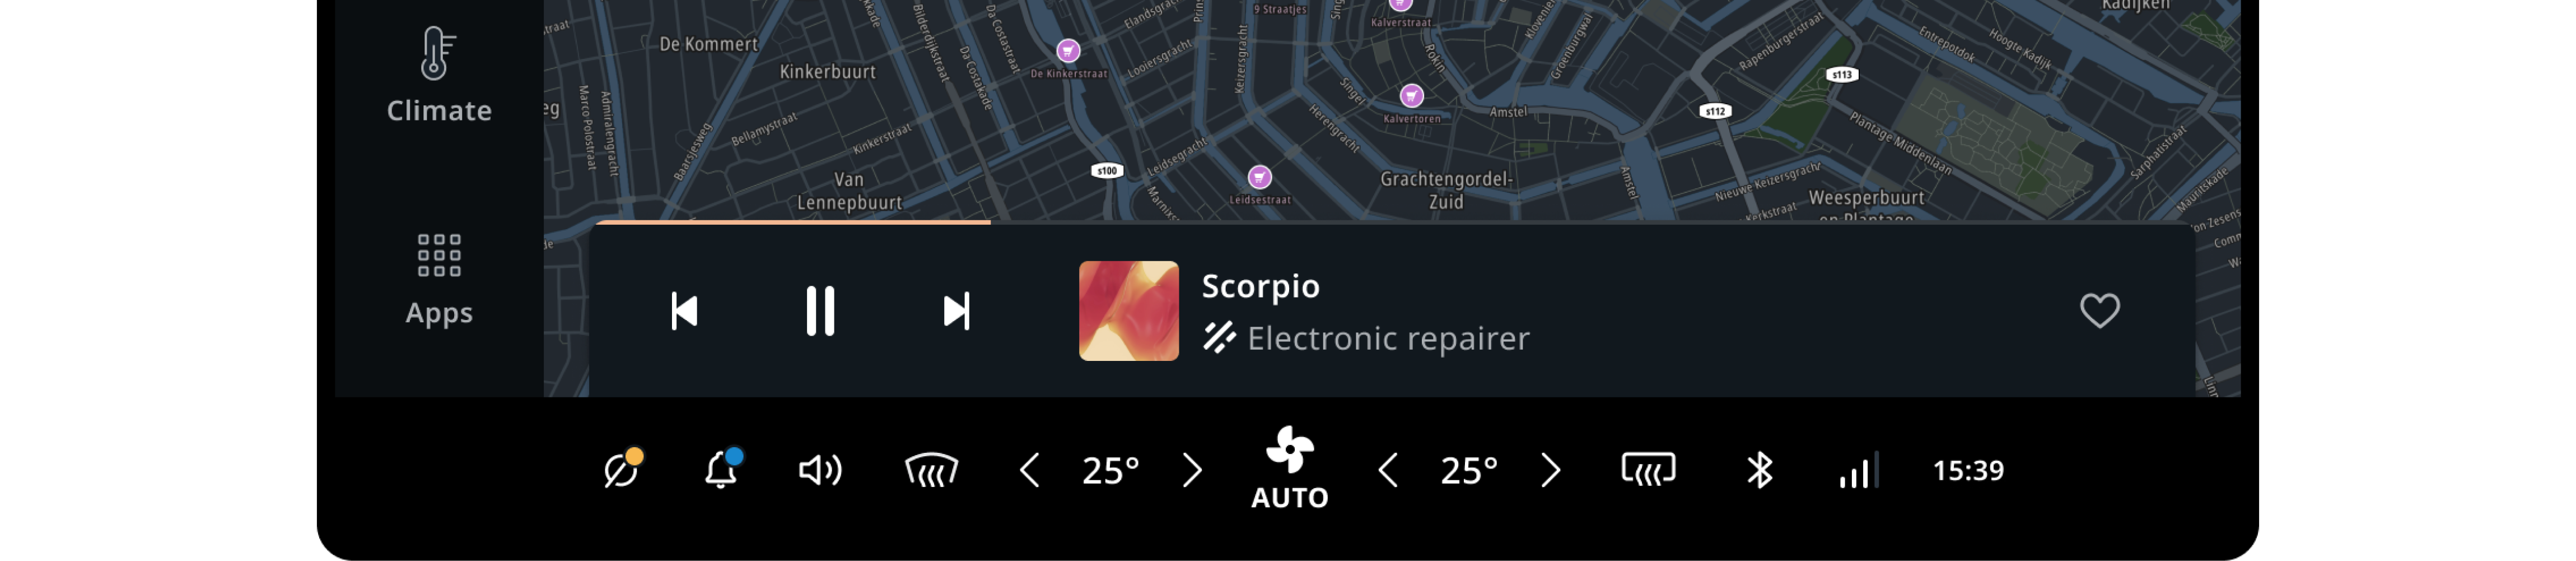 Climate
Apps
De Kommert
Kinkerbuurt
Van
Lennepbuurt
Marco Polostraat
Admiralengracht
Baarsjesweg
Bellamystraat
Kinkerstraat
Bilderdijkstraat
Da Costakade
Da Costastraat
De Kinkerstraat
Looiersgracht
Keizersgracht
9 Straatjes
s100
Leidsegracht
Leidsestraat
Singel
Herengracht
Kalverstraat
Rokin
Kalvertoren
Amstel
Grachtengordel-
Zuid
Groenburgwal
Amstel
s112
s113
Rapenburgerstraat
Entrepotdok
Hoogte Kadijk
Kadijken
Plantage Middenlaan
Nieuwe Keizersgracht
Kerkstraat
Weesperbuurt
en Plantage
Sarphatistraat
Mauritskade
Scorpio
Electronic repairer
25°
AUTO
25°
15:39